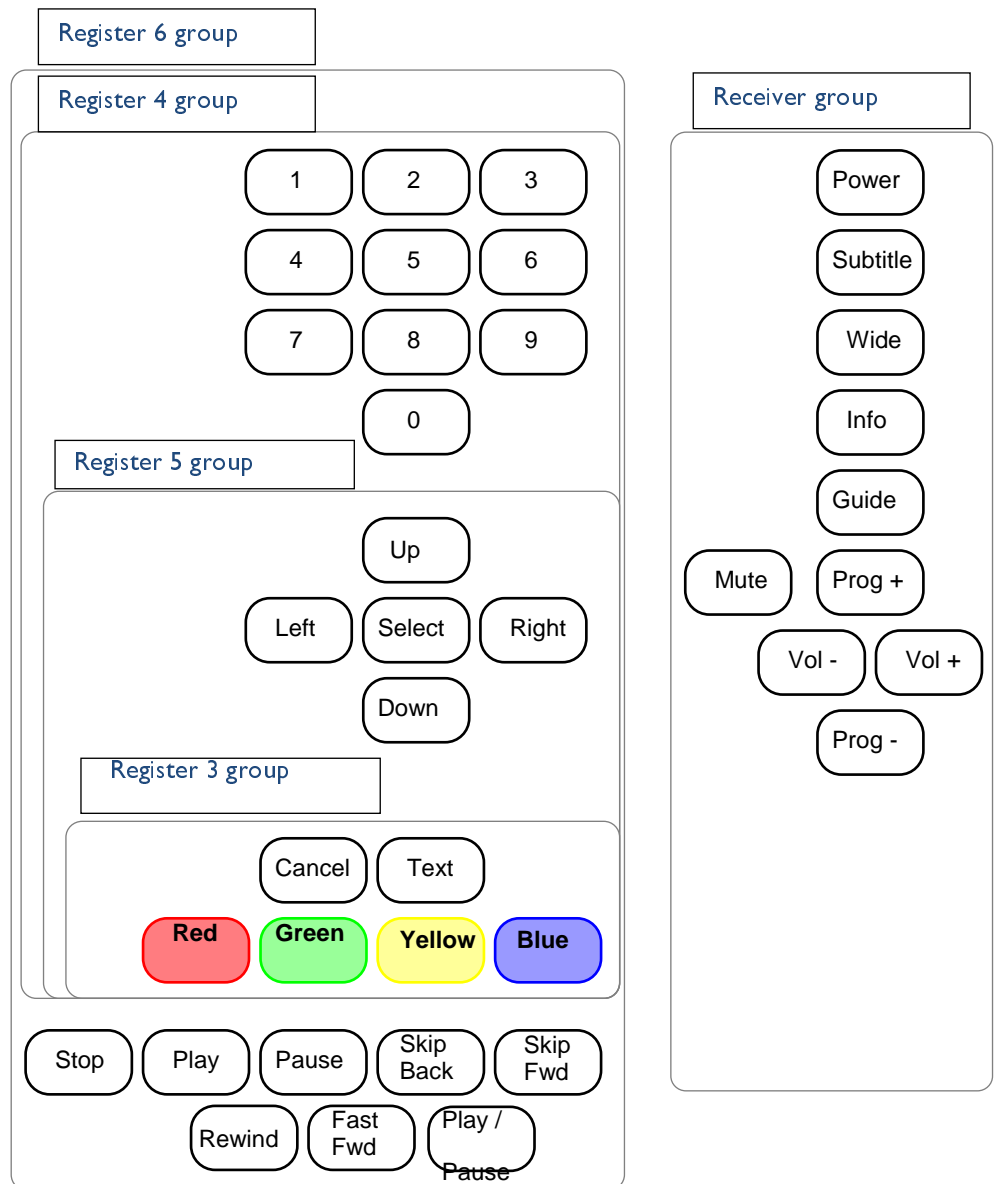 Register 6 group
Register 4 group
1 2 3
4 5 6
7 8 9
0
Register 5 group
Up
Left Select Right
Down
Register 3 group
Cancel Text
Red Green Yellow Blue
Stop Play Pause Skip Back Skip Fwd
Rewind Fast Fwd Play / Pause
Receiver group
Power
Subtitle
Wide
Info
Guide
Mute Prog +
Vol - Vol +
Prog -